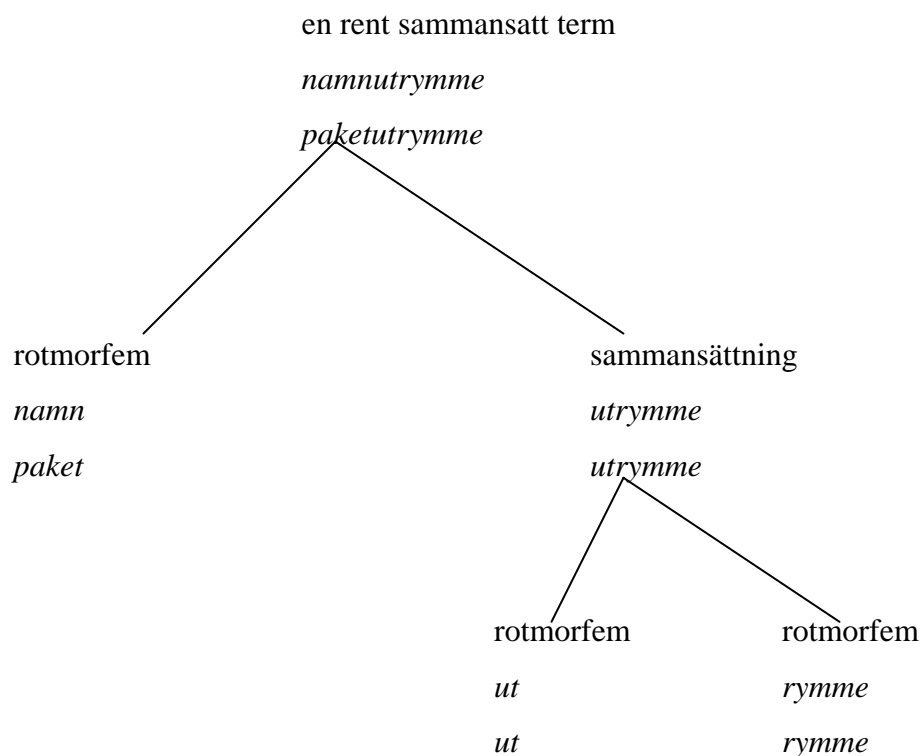 en rent sammansatt term
namnutrymme
paketutrymme
rotmorfem
namn
paket
sammansättning
utrymme
utrymme
rotmorfem
ut
ut
rotmorfem
rymme
rymme